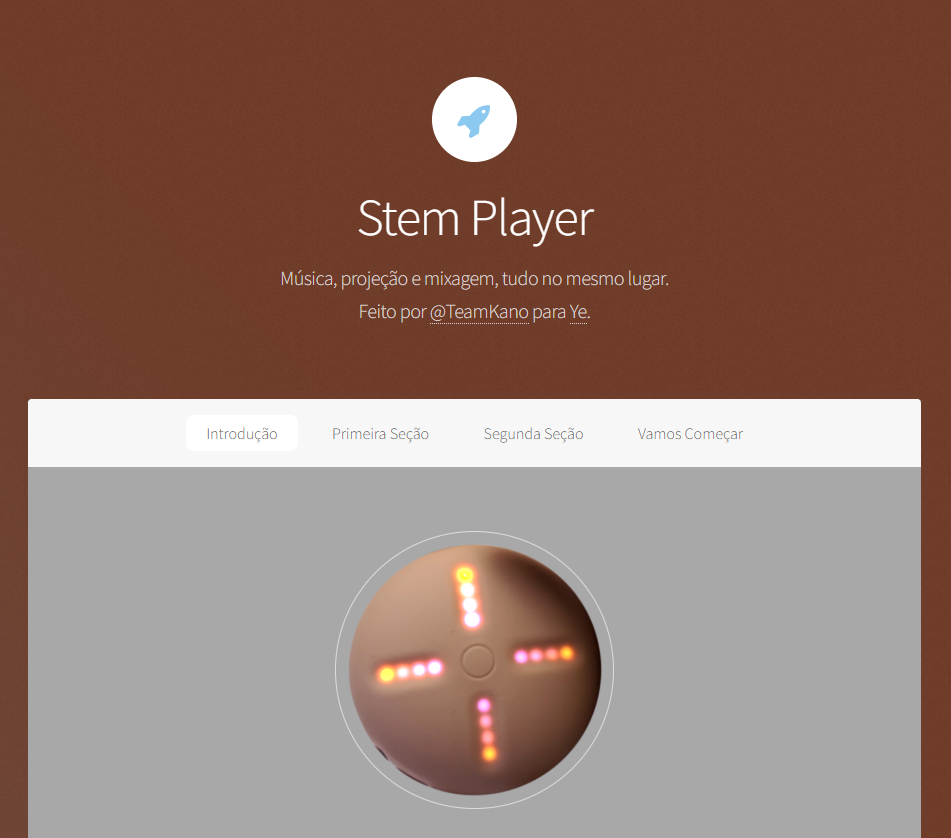 Stem Player
Música, projeção e mixagem, tudo no mesmo lugar.
Feito por @TeamKano para Ye.
Introdução
Primeira Seção
Segunda Seção
Vamos Começar